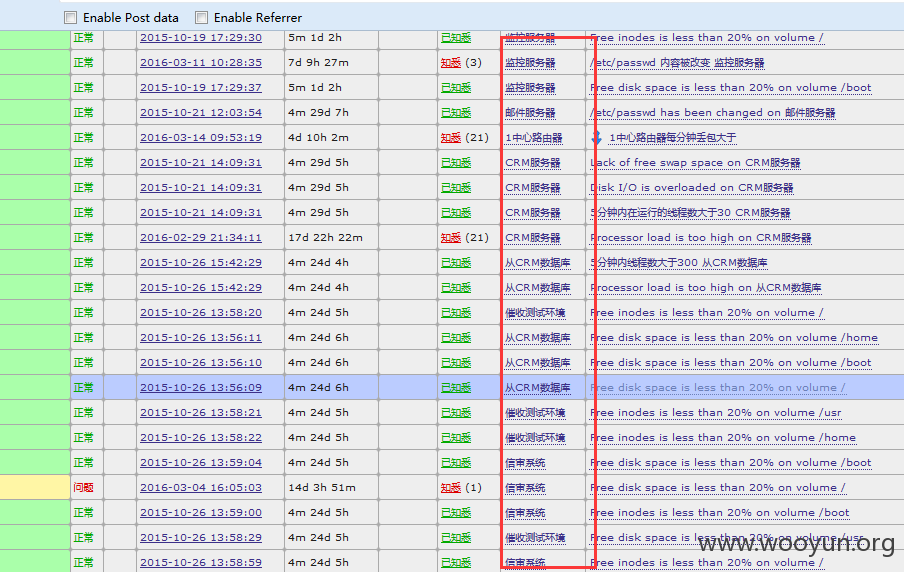 Enable Post data Enable Referrer
正常 2015-10-19 17:29:30 5m 1d 2h 已知悉 监控服务器 Free inodes is less than 20% on volume /
正常 2016-03-11 10:28:35 7d 9h 27m 知悉 (3) 监控服务器 /etc/passwd 内容被改变 监控服务器
正常 2015-10-19 17:29:37 5m 1d 2h 已知悉 监控服务器 Free disk space is less than 20% on volume /boot
正常 2015-10-21 12:03:54 4m 29d 7h 已知悉 邮件服务器 /etc/passwd has been changed on 邮件服务器
正常 2016-03-14 09:53:19 4d 10h 2m 知悉 (21) 1中心路由器 1中心路由器每分钟丢包大于
正常 2015-10-21 14:09:31 4m 29d 5h 已知悉 CRM服务器 Lack of free swap space on CRM服务器
正常 2015-10-21 14:09:31 4m 29d 5h 已知悉 CRM服务器 Disk I/O is overloaded on CRM服务器
正常 2015-10-21 14:09:31 4m 29d 5h 已知悉 CRM服务器 5分钟内在运行的线程数大于30 CRM服务器
正常 2016-02-29 21:34:11 17d 22h 22m 知悉 (21) CRM服务器 Processor load is too high on CRM服务器
正常 2015-10-26 15:42:29 4m 24d 4h 已知悉 从CRM数据库 5分钟内线程数大于300 从CRM数据库
正常 2015-10-26 15:42:29 4m 24d 4h 已知悉 从CRM数据库 Processor load is too high on 从CRM数据库
正常 2015-10-26 13:58:20 4m 24d 5h 已知悉 催收测试环境 Free inodes is less than 20% on volume /
正常 2015-10-26 13:56:11 4m 24d 6h 已知悉 从CRM数据库 Free disk space is less than 20% on volume /home
正常 2015-10-26 13:56:10 4m 24d 6h 已知悉 从CRM数据库 Free disk space is less than 20% on volume /boot
正常 2015-10-26 13:56:09 4m 24d 6h 已知悉 从CRM数据库 Free disk space is less than 20% on volume /
正常 2015-10-26 13:58:21 4m 24d 5h 已知悉 催收测试环境 Free inodes is less than 20% on volume /usr
正常 2015-10-26 13:58:22 4m 24d 5h 已知悉 催收测试环境 Free inodes is less than 20% on volume /home
正常 2015-10-26 13:59:04 4m 24d 5h 已知悉 信审系统 Free disk space is less than 20% on volume /boot
问题 2016-03-04 16:05:03 14d 3h 51m 知悉 (1) 信审系统 Free disk space is less than 20% on volume /
正常 2015-10-26 13:59:00 4m 24d 5h 已知悉 信审系统 Free inodes is less than 20% on volume /boot
正常 2015-10-26 13:58:29 4m 24d 5h 已知悉 催收测试环境 Free disk space is less than 20% on volume /usr
正常 2015-10-26 13:58:59 4m 24d 5h 已知悉 信审系统 Free inodes is less than 20% on volume /
www.wooyun.org